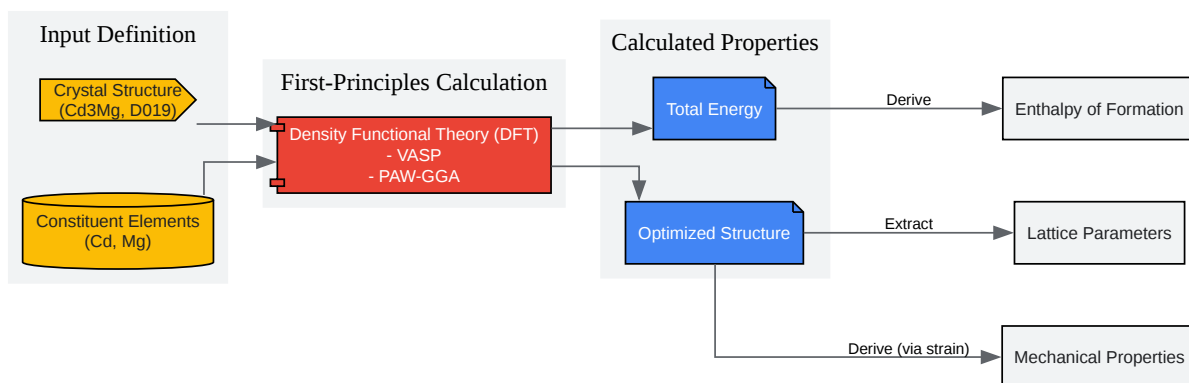 Input Definition
Crystal Structure
(Cd3Mg, D019)
Constituent Elements
(Cd, Mg)
First-Principles Calculation
Density Functional Theory (DFT)
- VASP
- PAW-GGA
Calculated Properties
Total Energy
Optimized Structure
Derive
Enthalpy of Formation
Extract
Lattice Parameters
Derive (via strain)
Mechanical Properties